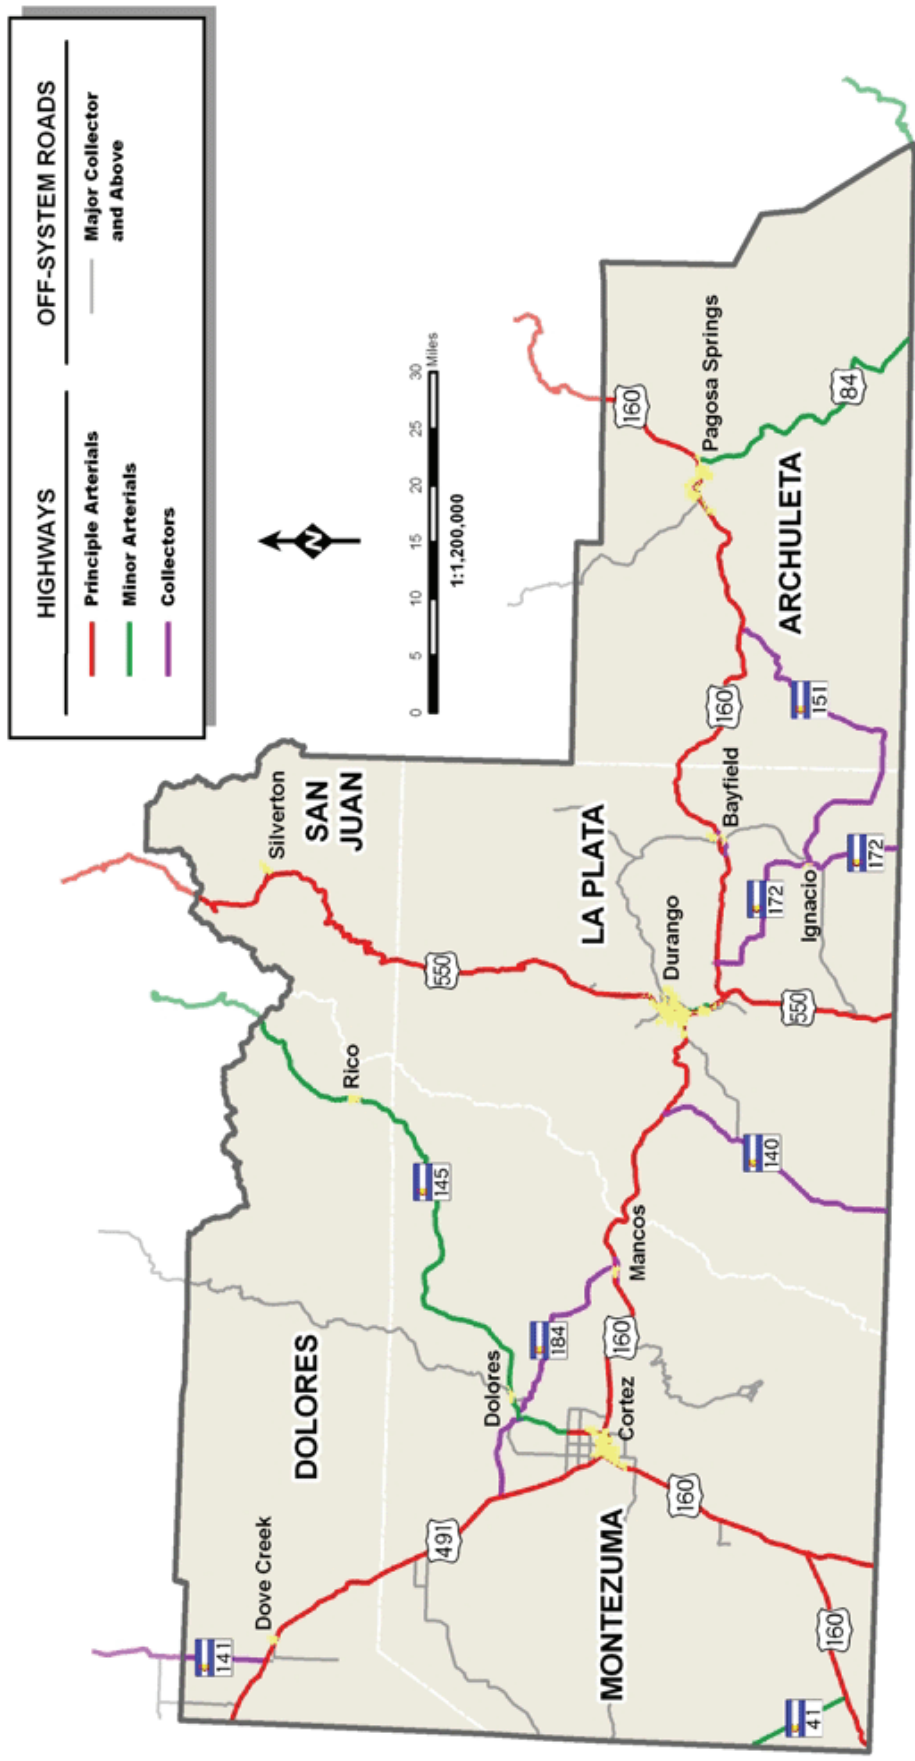 HIGHWAYS
Principle Arterials
Minor Arterials
Collectors
OFF-SYSTEM ROADS
Major Collector
and Above
N
0 5 10 15 20 25 30 Miles
1:1,200,000
141
Dove Creek
DOLORES
491
Rico
145
Silverton
SAN
JUAN
550
Dolores
184
LA PLATA
160
Cortez
160
Mancos
Durango
Bayfield
160
Pagosa Springs
160
MONTEZUMA
160
41
140
550
172
Ignacio
172
151
ARCHULETA
84